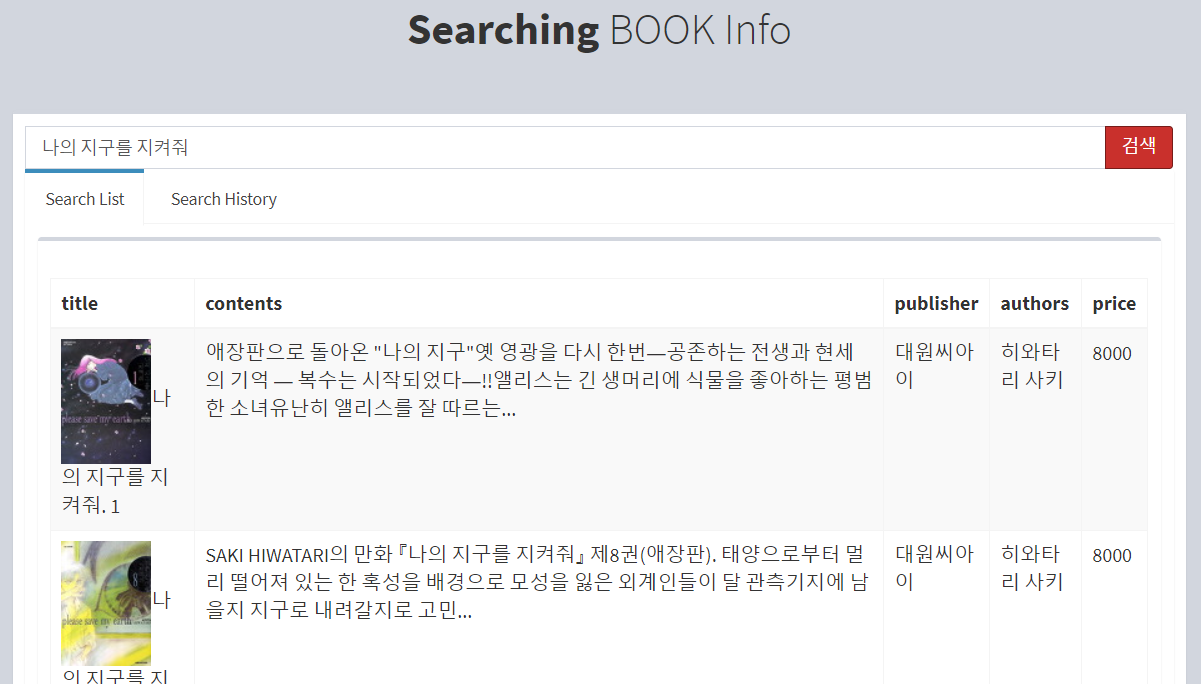 Searching BOOK Info
나의 지구를 지켜줘
검색
Search List
Search History
title
contents
publisher
authors
price
please save my earth
나
의 지구를 지
켜줘. 1
애장판으로 돌아온 "나의 지구"옛 영광을 다시 한번―공존하는 전생과 현세
의 기억 ― 복수는 시작되었다―!!앨리스는 긴 생머리에 식물을 좋아하는 평범
한 소녀유난히 앨리스를 잘 따르는...
대원씨아
이
히와타
리 사키
8000
8
please save my earth
나
의 지구를 지
SAKI HIWATARI의 만화 『나의 지구를 지켜줘』 제8권(애장판). 태양으로부터 멀
리 떨어져 있는 한 혹성을 배경으로 모성을 잃은 외계인들이 달 관측기지에 남
을지 지구로 내려갈지로 고민...
대원씨아
이
히와타
리 사키
8000